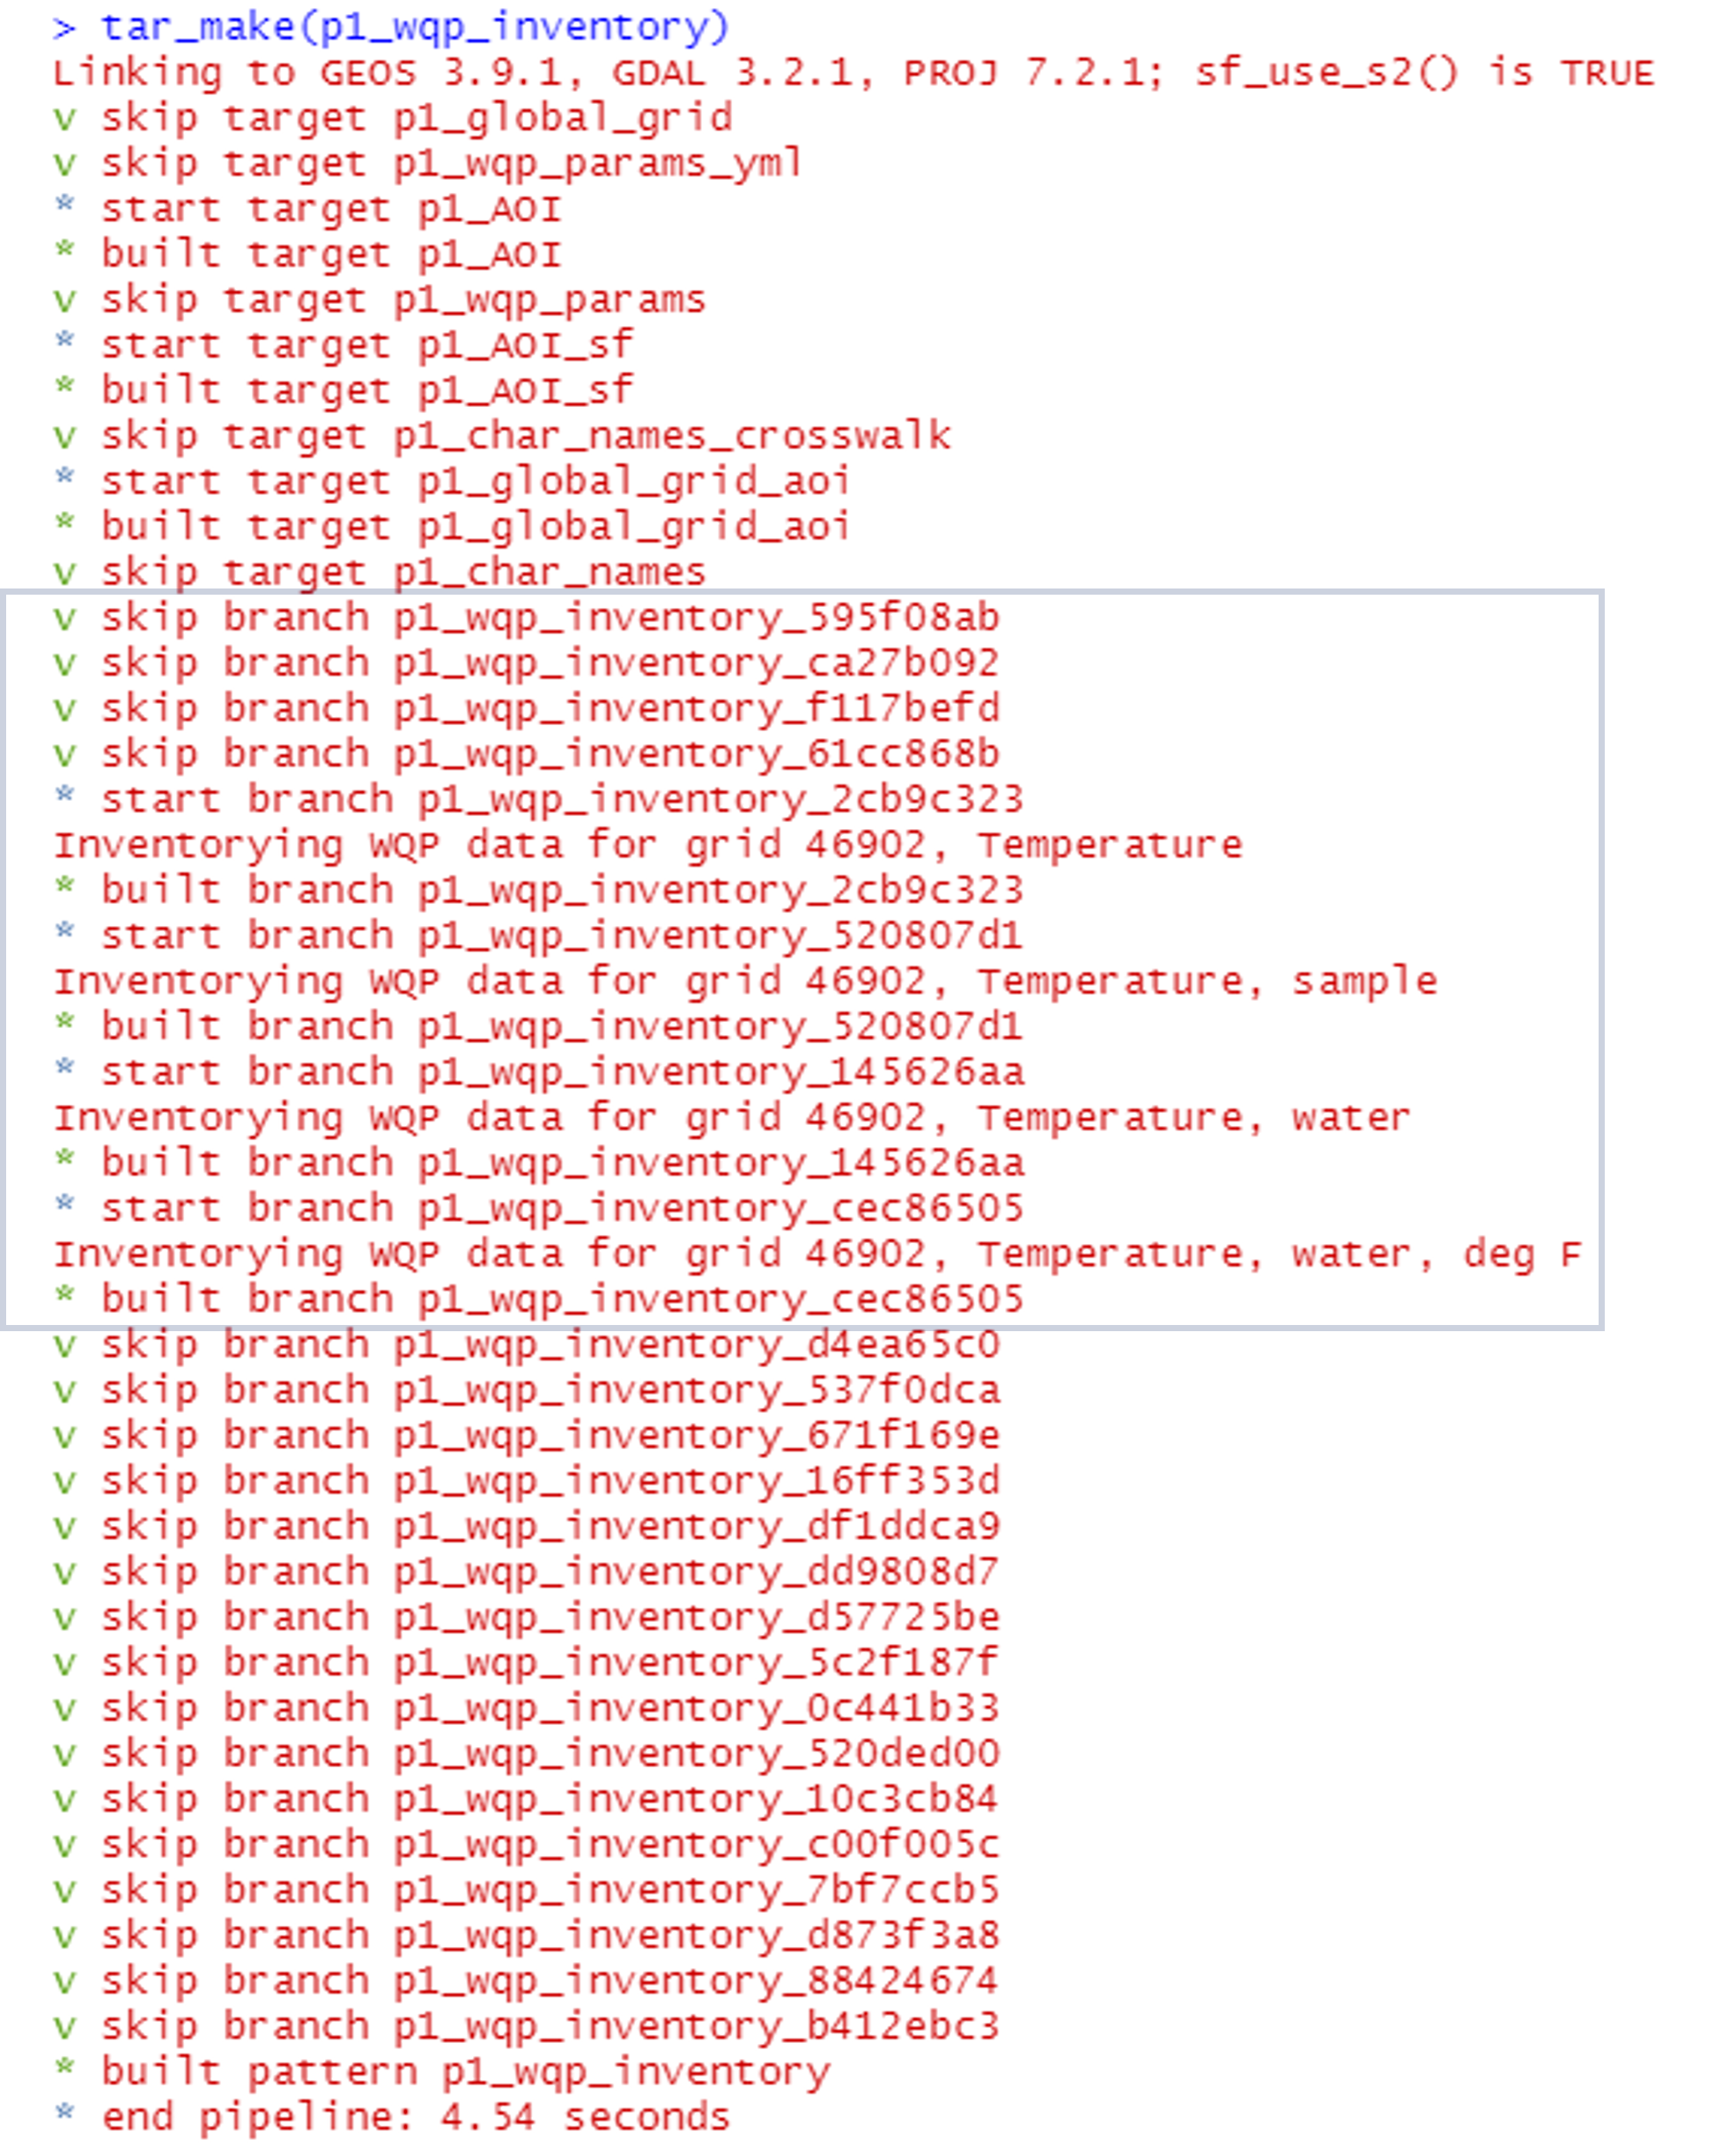 > tar_make(p1_wqp_inventory)
Linking to GEOS 3.9.1, GDAL 3.2.1, PROJ 7.2.1; sf_use_s2() is TRUE
v skip target p1_global_grid
v skip target p1_wqp_params_yml
* start target p1_AOI
* built target p1_AOI
v skip target p1_wqp_params
* start target p1_AOI_sf
* built target p1_AOI_sf
v skip target p1_char_names_crosswalk
* start target p1_global_grid_aoi
* built target p1_global_grid_aoi
v skip target p1_char_names
v skip branch p1_wqp_inventory_595f08ab
v skip branch p1_wqp_inventory_ca27b092
v skip branch p1_wqp_inventory_f117befd
v skip branch p1_wqp_inventory_61cc868b
* start branch p1_wqp_inventory_2cb9c323
Inventorying WQP data for grid 46902, Temperature
* built branch p1_wqp_inventory_2cb9c323
* start branch p1_wqp_inventory_520807d1
Inventorying WQP data for grid 46902, Temperature, sample
* built branch p1_wqp_inventory_520807d1
* start branch p1_wqp_inventory_145626aa
Inventorying WQP data for grid 46902, Temperature, water
* built branch p1_wqp_inventory_145626aa
* start branch p1_wqp_inventory_cec86505
Inventorying WQP data for grid 46902, Temperature, water, deg F
* built branch p1_wqp_inventory_cec86505
v skip branch p1_wqp_inventory_d4ea65c0
v skip branch p1_wqp_inventory_537f0dca
v skip branch p1_wqp_inventory_671f169e
v skip branch p1_wqp_inventory_16ff353d
v skip branch p1_wqp_inventory_df1ddca9
v skip branch p1_wqp_inventory_dd9808d7
v skip branch p1_wqp_inventory_d57725be
v skip branch p1_wqp_inventory_5c2f187f
v skip branch p1_wqp_inventory_0c441b33
v skip branch p1_wqp_inventory_520ded00
v skip branch p1_wqp_inventory_10c3cb84
v skip branch p1_wqp_inventory_c00f005c
v skip branch p1_wqp_inventory_7bf7ccb5
v skip branch p1_wqp_inventory_d873f3a8
v skip branch p1_wqp_inventory_88424674
v skip branch p1_wqp_inventory_b412ebc3
* built pattern p1_wqp_inventory
* end pipeline: 4.54 seconds